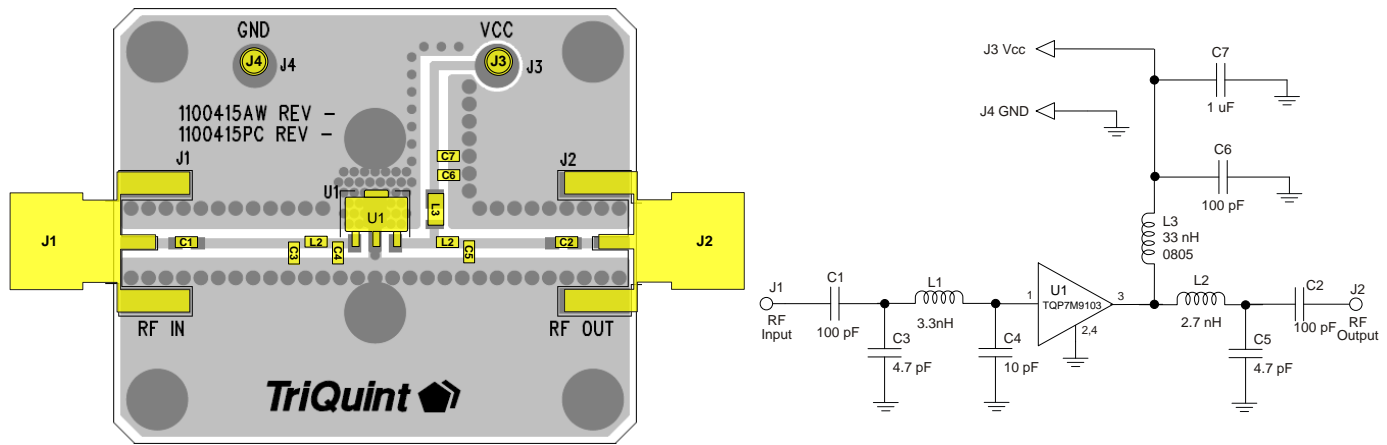 GND
VCC
J4
J4
J3
J3
1100415AW REV -
1100415PC REV -
J1
J2
U1
U1
C7
C6
L3
J1
C1
C3
L2
C4
L2
C5
C2
J2
RF IN
RF OUT
TriQuint
J3 Vcc
C7
1 uF
J4 GND
C6
100 pF
L3
33 nH
0805
J1
RF
Input
C1
100 pF
L1
3.3nH
C3
4.7 pF
C4
10 pF
1
U1
TQP7M9103
3
2,4
L2
2.7 nH
C5
4.7 pF
C2
100 pF
J2
RF
Output